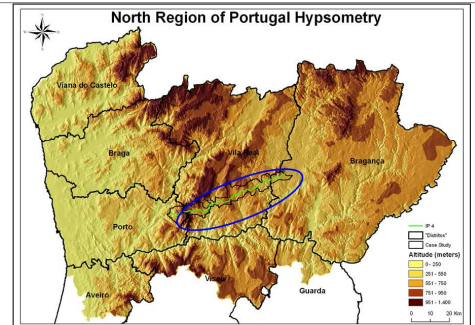 North Region of Portugal Hypsometry
Viana do Castelo
Braga
Vila Real
Bragança
Porto
Aveiro
Viseu
Guarda
IP 4
"Distritos"
Case Study
Altitude (meters)
0 - 250
251 - 550
551 - 750
751 - 950
951 - 1.400
0 10 20 Km